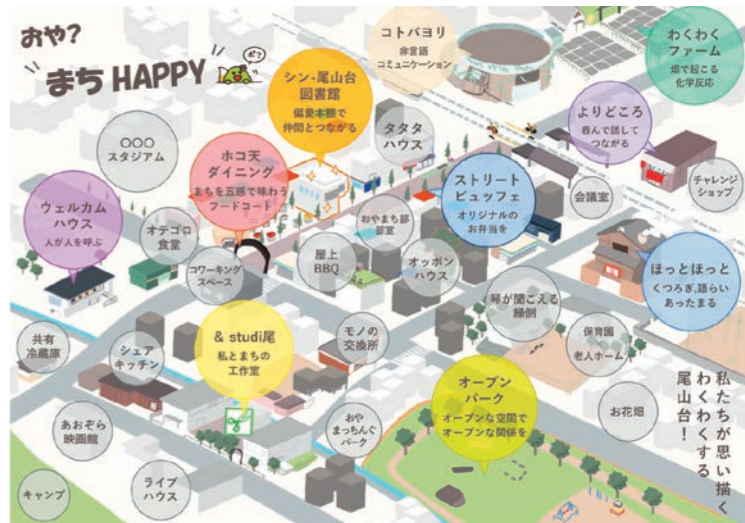 おや?
まち HAPPY
ポ?
コトバヨリ
非言語
コミュニケーション
わくわく
ファーム
畑で起こる
化学反応
シン-尾山台
図書館
偏愛本棚で
仲間とつながる
よりどころ
呑んで話して
つながる
〇〇〇
スタジアム
ホコ天
ダイニング
まちを五感で味わう
フードコート
タタタ
ハウス
ストリート
ビュッフェ
オリジナルの
お弁当を
会議室
チャレンジ
ショップ
ウェルカム
ハウス
人が人を呼ぶ
オテゴロ
食堂
コワーキング
スペース
屋上
BBQ
おやまち部
部室
オッポン
ハウス
ほっとほっと
くつろぎ,語らい
あったまる
琴が聞こえる
縁側
共有
冷蔵庫
シェア
キッチン
& studi尾
私とまちの
工作室
モノの
交換所
保育園
老人ホーム
オープン
パーク
オープンな空間で
オープンな関係を
お花畑
あおぞら
映画館
おや
まっちんぐ
パーク
キャンプ
ライブ
ハウス
私たちが思い描く
わくわくする
尾山台!